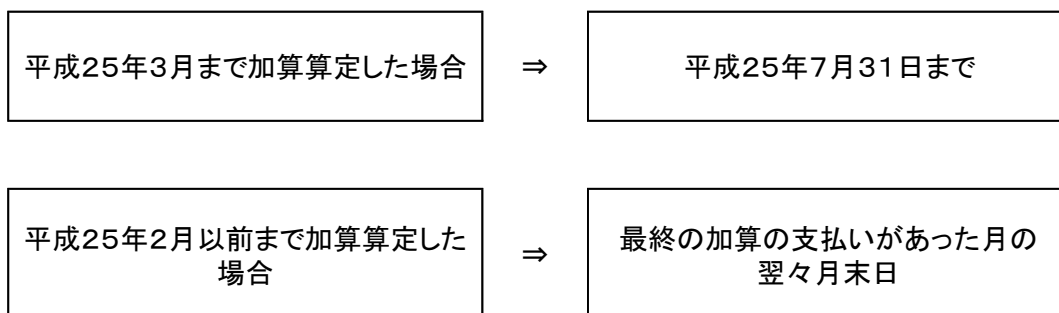 平成２５年３月まで加算算定した場合 ⇒ 平成２５年７月３１日まで
平成２５年２月以前まで加算算定した
場合
⇒
最終の加算の支払いがあった月の
翌々月末日